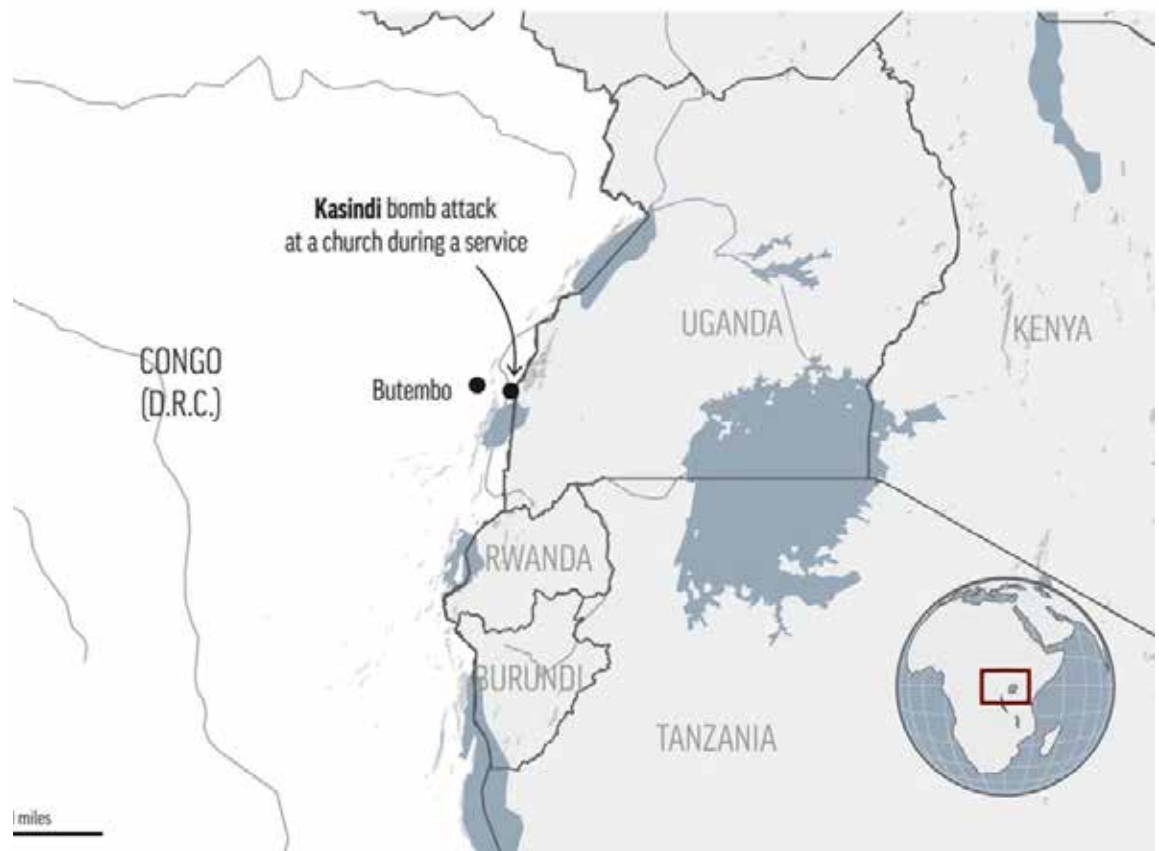 Kasindi bomb attack
at a church during a service
UGANDA
KENYA
CONGO
(D.R.C.)
Butembo
RWANDA
BURUNDI
TANZANIA
miles